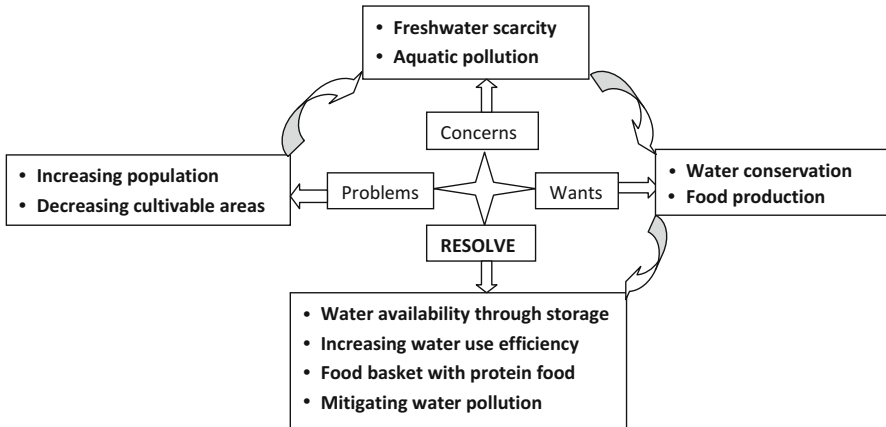 • Freshwater scarcity
• Aquatic pollution
Concerns
• Increasing population
• Decreasing cultivable areas
Problems
Wants
• Water conservation
• Food production
RESOLVE
• Water availability through storage
• Increasing water use efficiency
• Food basket with protein food
• Mitigating water pollution